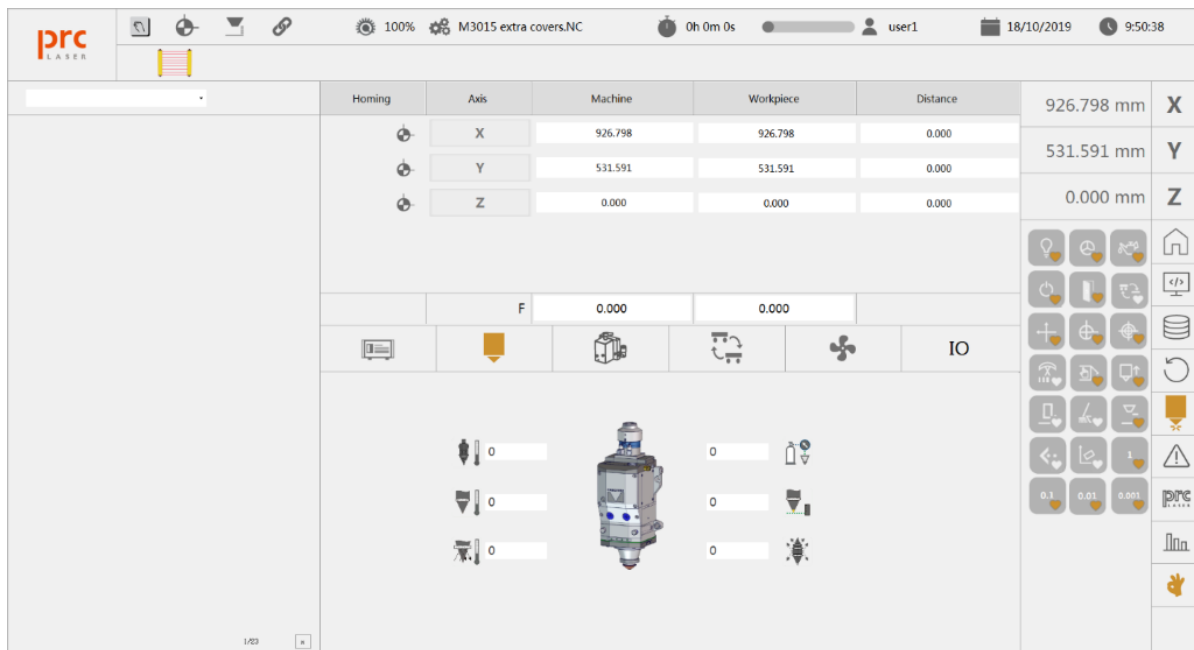 prc
LASER
100% M3015 extra covers.NC 0h 0m 0s user1 18/10/2019 9:50:38
Homing Axis Machine Workpiece Distance
X 926.798 926.798 0.000
Y 531.591 531.591 0.000
Z 0.000 0.000 0.000
F 0.000 0.000
IO
0 0
0 0
0 0
1/23
926.798 mm X
531.591 mm Y
0.000 mm Z
</>
1
0.1 0.01 0.001
prc
LASER